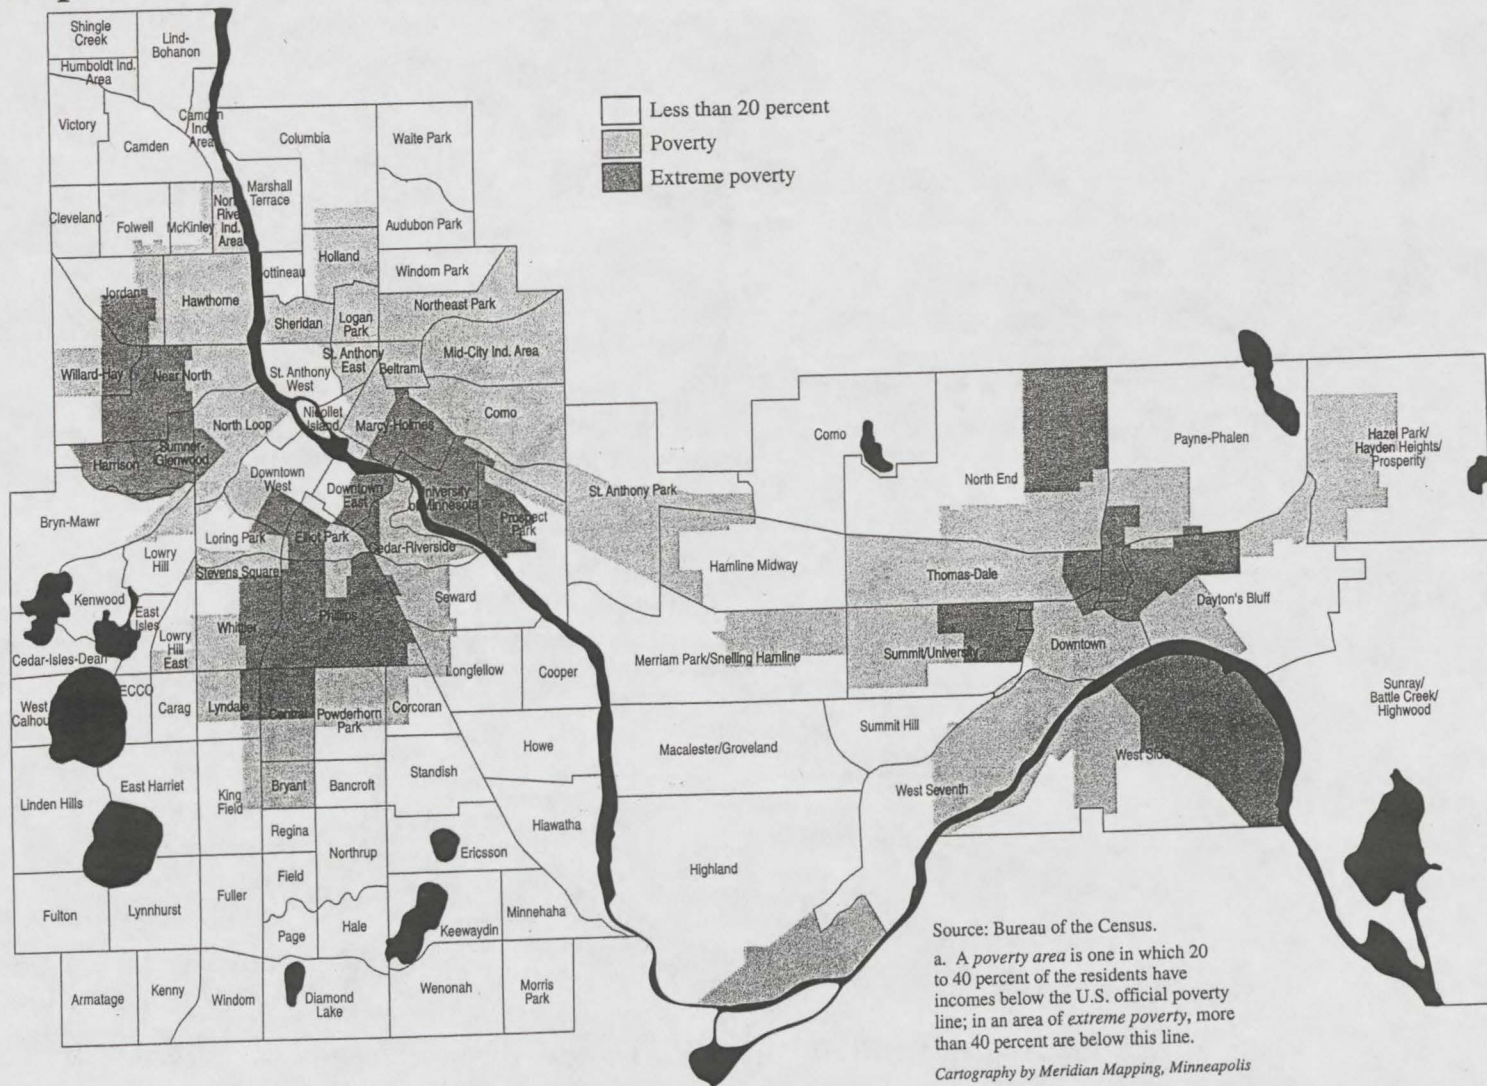 Shingle
Creek
Lind-
Bohanon
Humboldt Ind.
Area
Victory
Camden
Ind.
Area
Camden
Columbia
Waite Park
Less than 20 percent
Poverty
Extreme poverty
Cleveland
Folwell
McKinley
River
Ind.
Area
Marshall
Terrace
Audubon Park
Holland
Windom Park
Jordan
Hawthorne
Sheridan
Logan
Park
Northeast Park
Willard-Hay
Near North
St. Anthony
West
St. Anthony
East
Beltrami
Mid-City Ind. Area
North Loop
Nicollet
Island
Marcy-Holmes
Como
Harrison
Sumner-
Glenwood
Downtown
West
Downtown
East
University
of Minnesota
Prospect
Park
St. Anthony Park
Como
North End
Payne-Phalen
Hazel Park/
Hayden Heights/
Prosperity
Bryn-Mawr
Lowry
Hill
Loring Park
Elliot Park
Cedar-Riverside
Stevens Square
Seward
Hamline Midway
Thomas-Dale
Dayton's Bluff
Kenwood
East
Isles
Lowry
Hill
East
Whittier
Phillips
Cedar-Isles-Dean
Longfellow
Cooper
Merriam Park/Snelling Hamline
Summit/University
Downtown
Sunray/
Battle Creek/
Highwood
West
ECCO
Carag
Lyndale
Central
Powderhorn
Park
Corcoran
Howe
Macalester/Groveland
Summit Hill
West Side
West Seventh
Linden Hills
East Harriet
King
Field
Bryant
Bancroft
Standish
Regina
Northrup
Ericsson
Hiawatha
Highland
Fulton
Lynnhurst
Fuller
Field
Page
Hale
Keewaydin
Minnehaha
Armatage
Kenny
Windom
Diamond
Lake
Wenonah
Morris
Park
Source: Bureau of the Census.
a. A poverty area is one in which 20
to 40 percent of the residents have
incomes below the U.S. official poverty
line; in an area of extreme poverty, more
than 40 percent are below this line.
Cartography by Meridian Mapping, Minneapolis